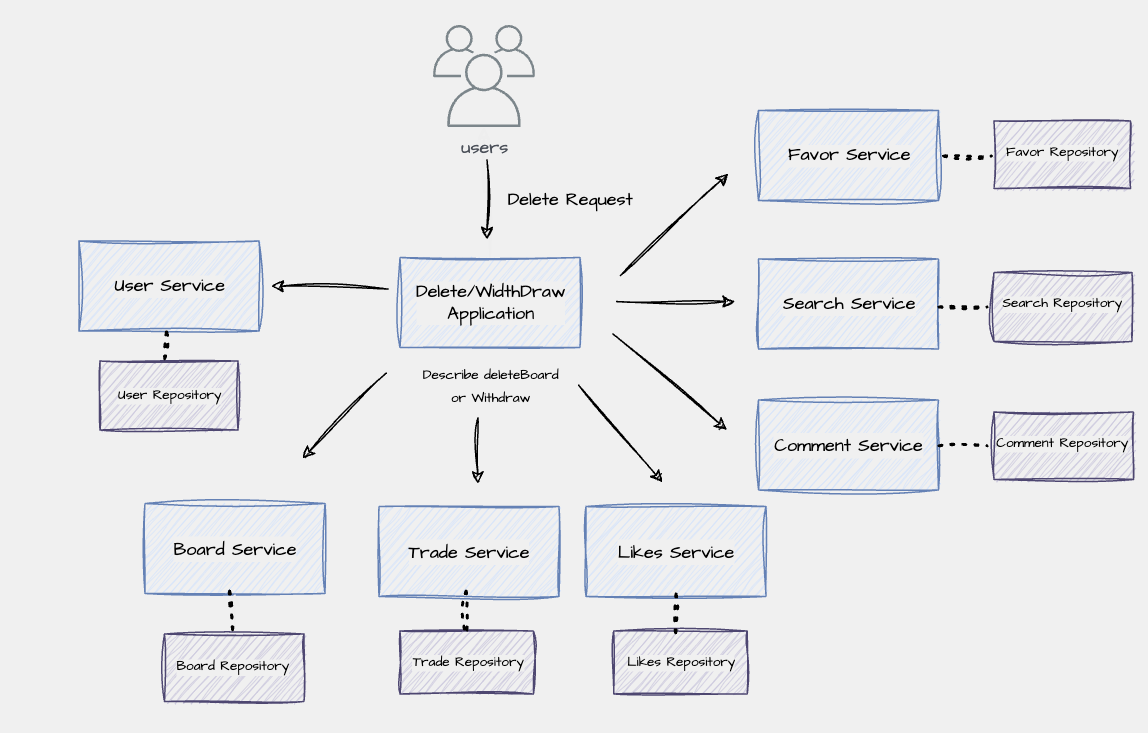 users
Delete Request
Favor Service
Favor Repository
User Service
Delete/WidthDraw
Application
Search Service
Search Repository
User Repository
Describe deleteBoard
or Withdraw
Comment Service
Comment Repository
Board Service
Trade Service
Likes Service
Board Repository
Trade Repository
Likes Repository